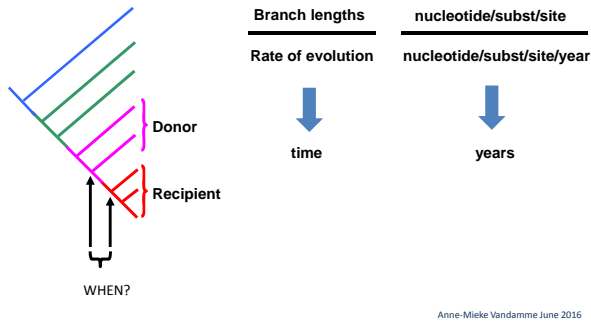 Branch lengths
nucleotide/subst/site
Rate of evolution
nucleotide/subst/site/year
Donor
time
years
Recipient
WHEN?
Anne-Mieke Vandamme June 2016